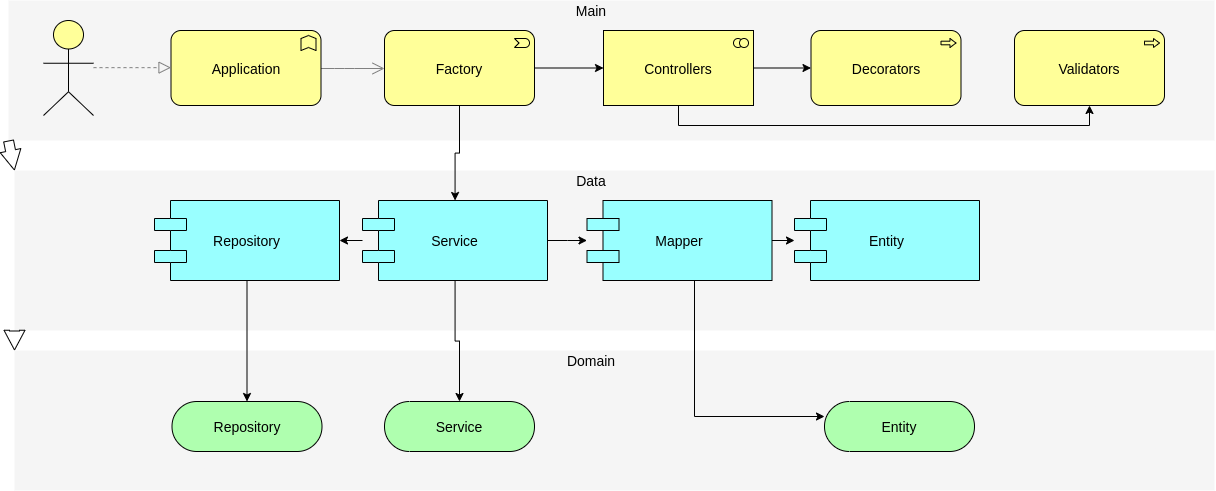 Main
Application
Factory
Controllers
Decorators
Validators
Data
Repository
Service
Mapper
Entity
Domain
Repository
Service
Entity